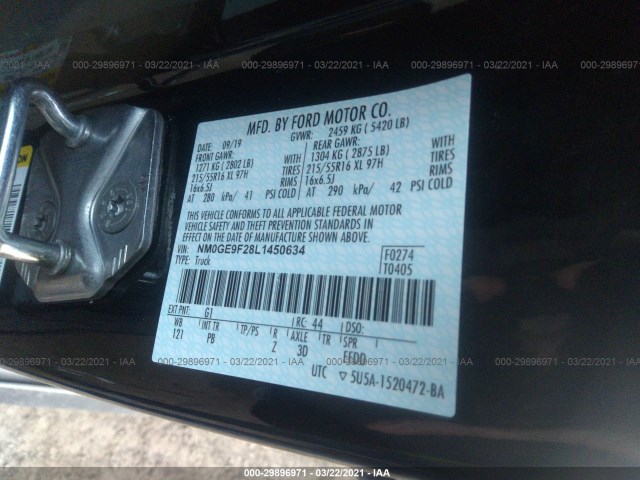 000-29896971 - 03/22/2021 - IAA
MFD. BY FORD MOTOR CO.
09/19
GVWR: 2459 KG ( 5420 LB)
FRONT GAWR:
1271 KG ( 2802 LB)
WITH
215/55R16 XL 97H
TIRES
16x6.5J
RIMS
AT 280 kPa/ 41 PSI COLD
REAR GAWR:
1304 KG ( 2875 LB)
WITH
215/55R16 XL 97H
TIRES
16x6.5J
RIMS
AT 290 kPa/ 42 PSI COLD
THIS VEHICLE CONFORMS TO ALL APPLICABLE FEDERAL MOTOR
VEHICLE SAFETY AND THEFT PREVENTION STANDARDS IN
EFFECT ON THE DATE OF MANUFACTURE SHOWN ABOVE.
VIN: NM0GE9F28L1450634
TYPE: Truck
F0274
T0405
EXT PNT: G1
RC: 44
DSO:
WB INT TR TP/PS R AXLE TR SPR
121 PB Z 3D EFDD
UTC ▽ 5U5A-1520472-BA
000-29896971 - 03/22/2021 - IAA